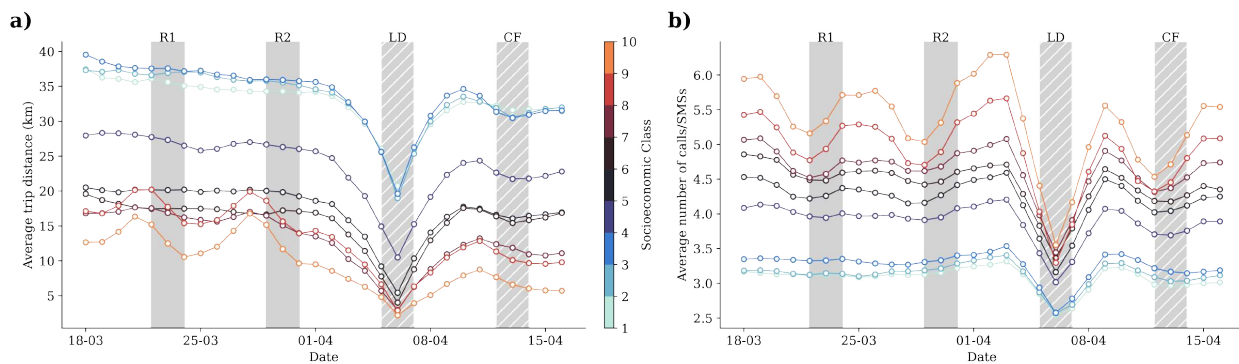 a)
R1
R2
LD
CF
40
35
30
25
20
15
10
5
Average trip distance (km)
18-03
25-03
01-04
08-04
15-04
Date
10
9
8
7
6
5
4
3
2
1
Socioeconomic Class
b)
R1
R2
LD
CF
6.0
5.5
5.0
4.5
4.0
3.5
3.0
2.5
Average number of calls/SMSs
18-03
25-03
01-04
08-04
15-04
Date